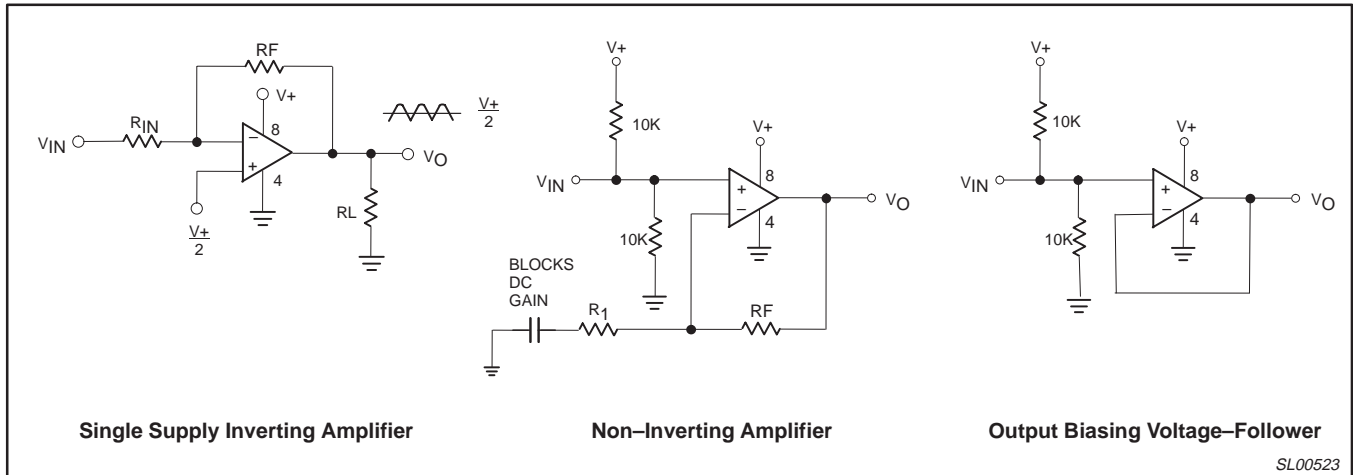 RF
V+
8
RIN
VIN
−
+
4
V+
2
VO
RL
V+
2
V+
10K
V+
8
VIN
+
−
4
VO
10K
BLOCKS
DC
GAIN
R1
RF
V+
10K
V+
8
VIN
+
−
4
VO
10K
Single Supply Inverting Amplifier
Non–Inverting Amplifier
Output Biasing Voltage–Follower
SL00523